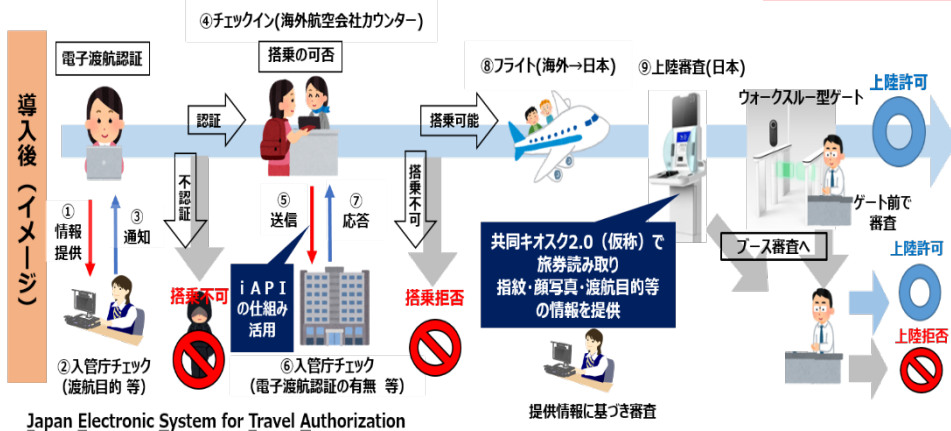 ④チェックイン(海外航空会社カウンター)
導入後(イメージ)
電子渡航認証
搭乗の可否
⑧フライト(海外→日本)
⑨上陸審査(日本)
ウォークスルー型ゲート
上陸許可
認証
搭乗可能
不認証
搭乗不可
①
情報
提供
③
通知
⑤
送信
⑦
応答
ゲート前で
審査
ブース審査へ
共同キオスク2.0(仮称)で
旅券読み取り
指紋・顔写真・渡航目的等
の情報を提供
上陸許可
iAPI
の仕組み
活用
搭乗不可
搭乗拒否
上陸拒否
②入管庁チェック
(渡航目的 等)
⑥入管庁チェック
(電子渡航認証の有無 等)
提供情報に基づき審査
Japan Electronic System for Travel Authorization